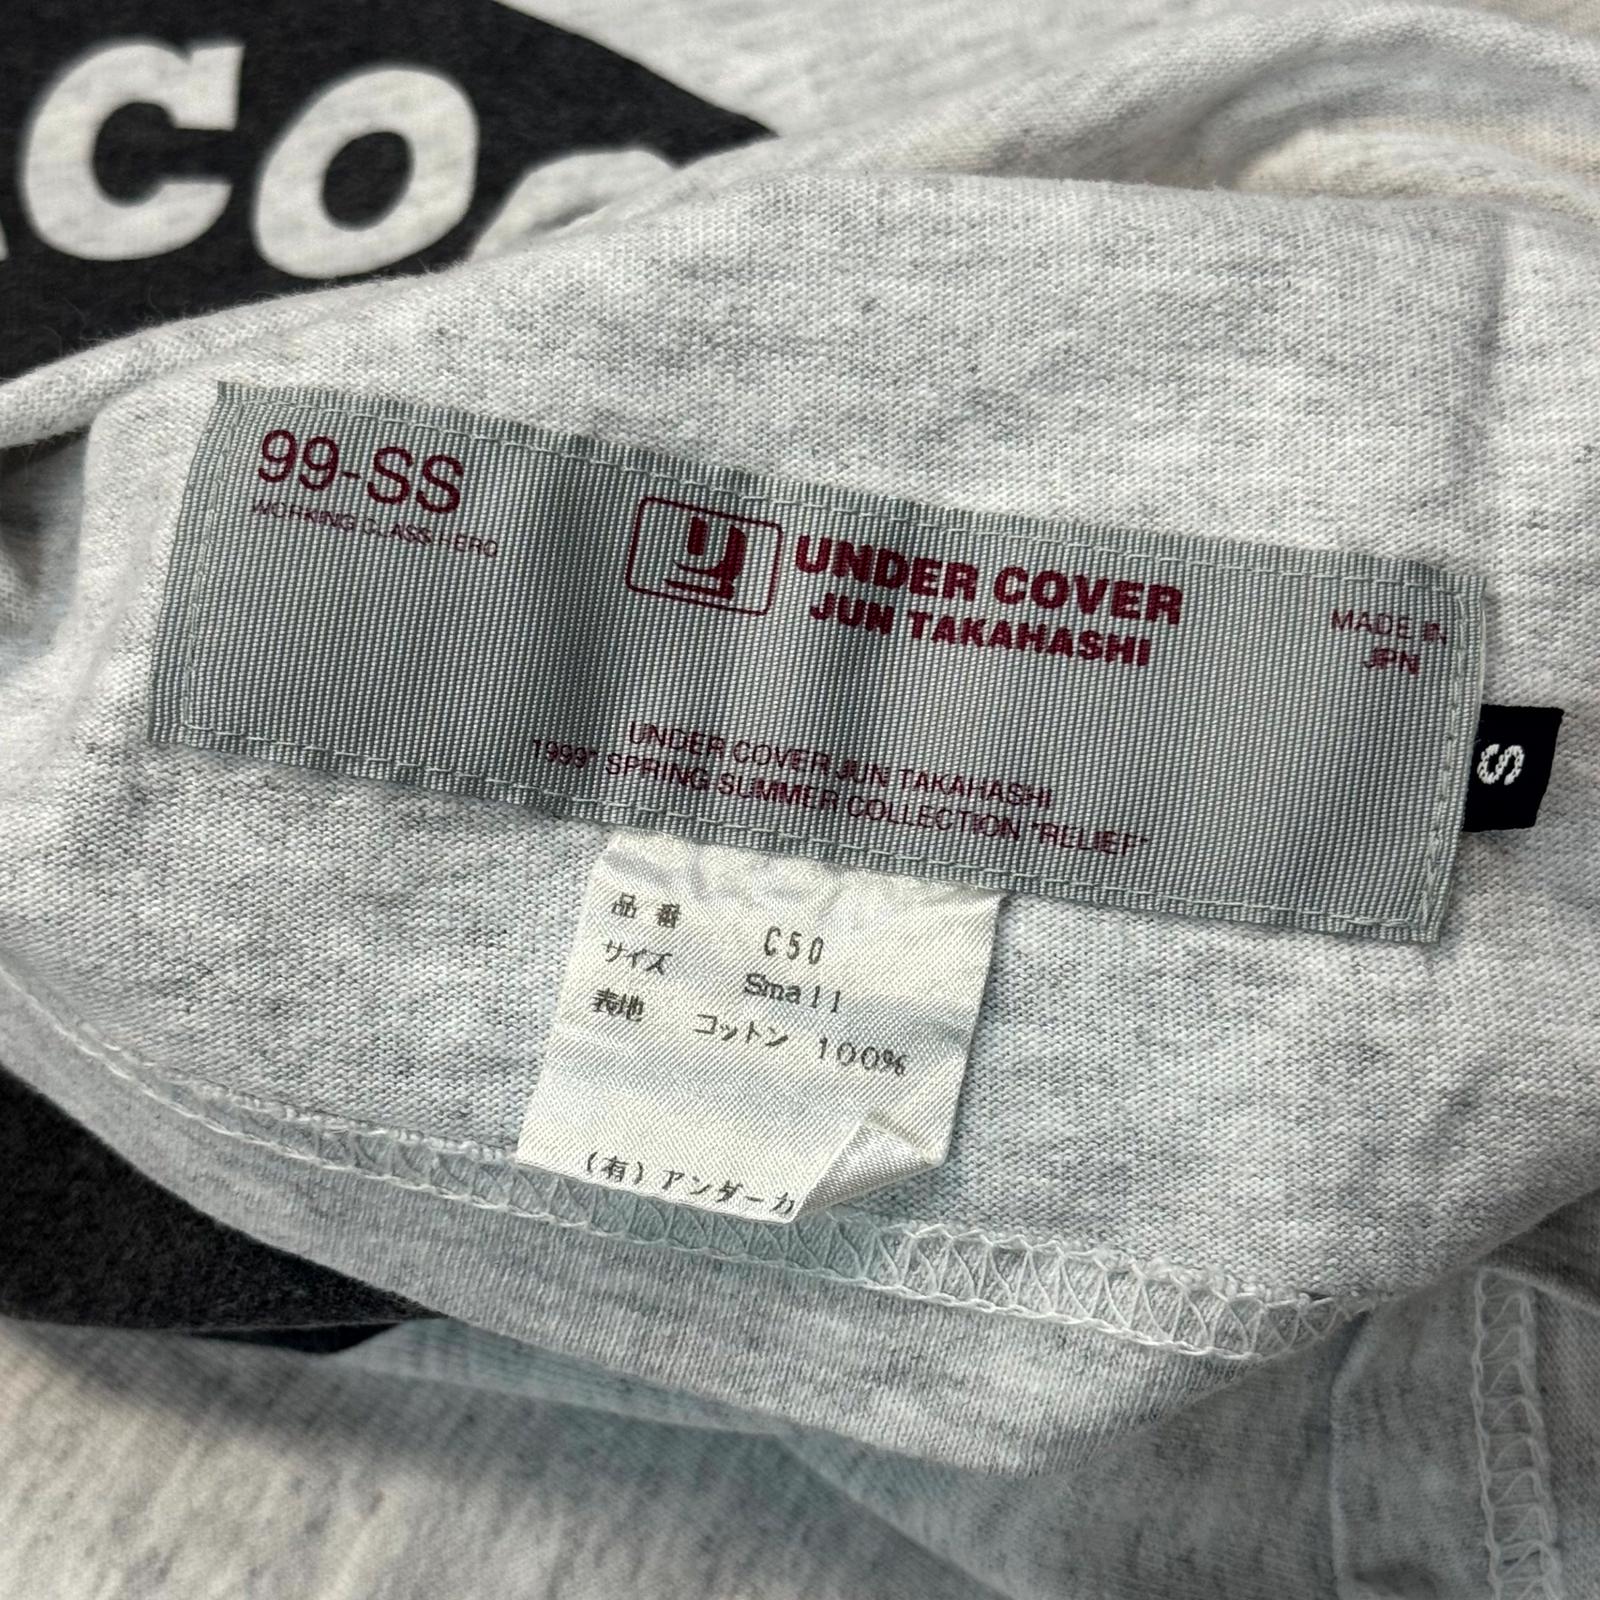 CO
99-SS
WORKING CLASS HERO
UNDER COVER
JUN TAKAHASHI
MADE IN
JPN
UNDER COVER JUN TAKAHASHI
1999" SPRING SUMMER COLLECTION "RELIEF"
S
品番 C50
サイズ Small
表地 コットン 100%
(有)アンダーカ